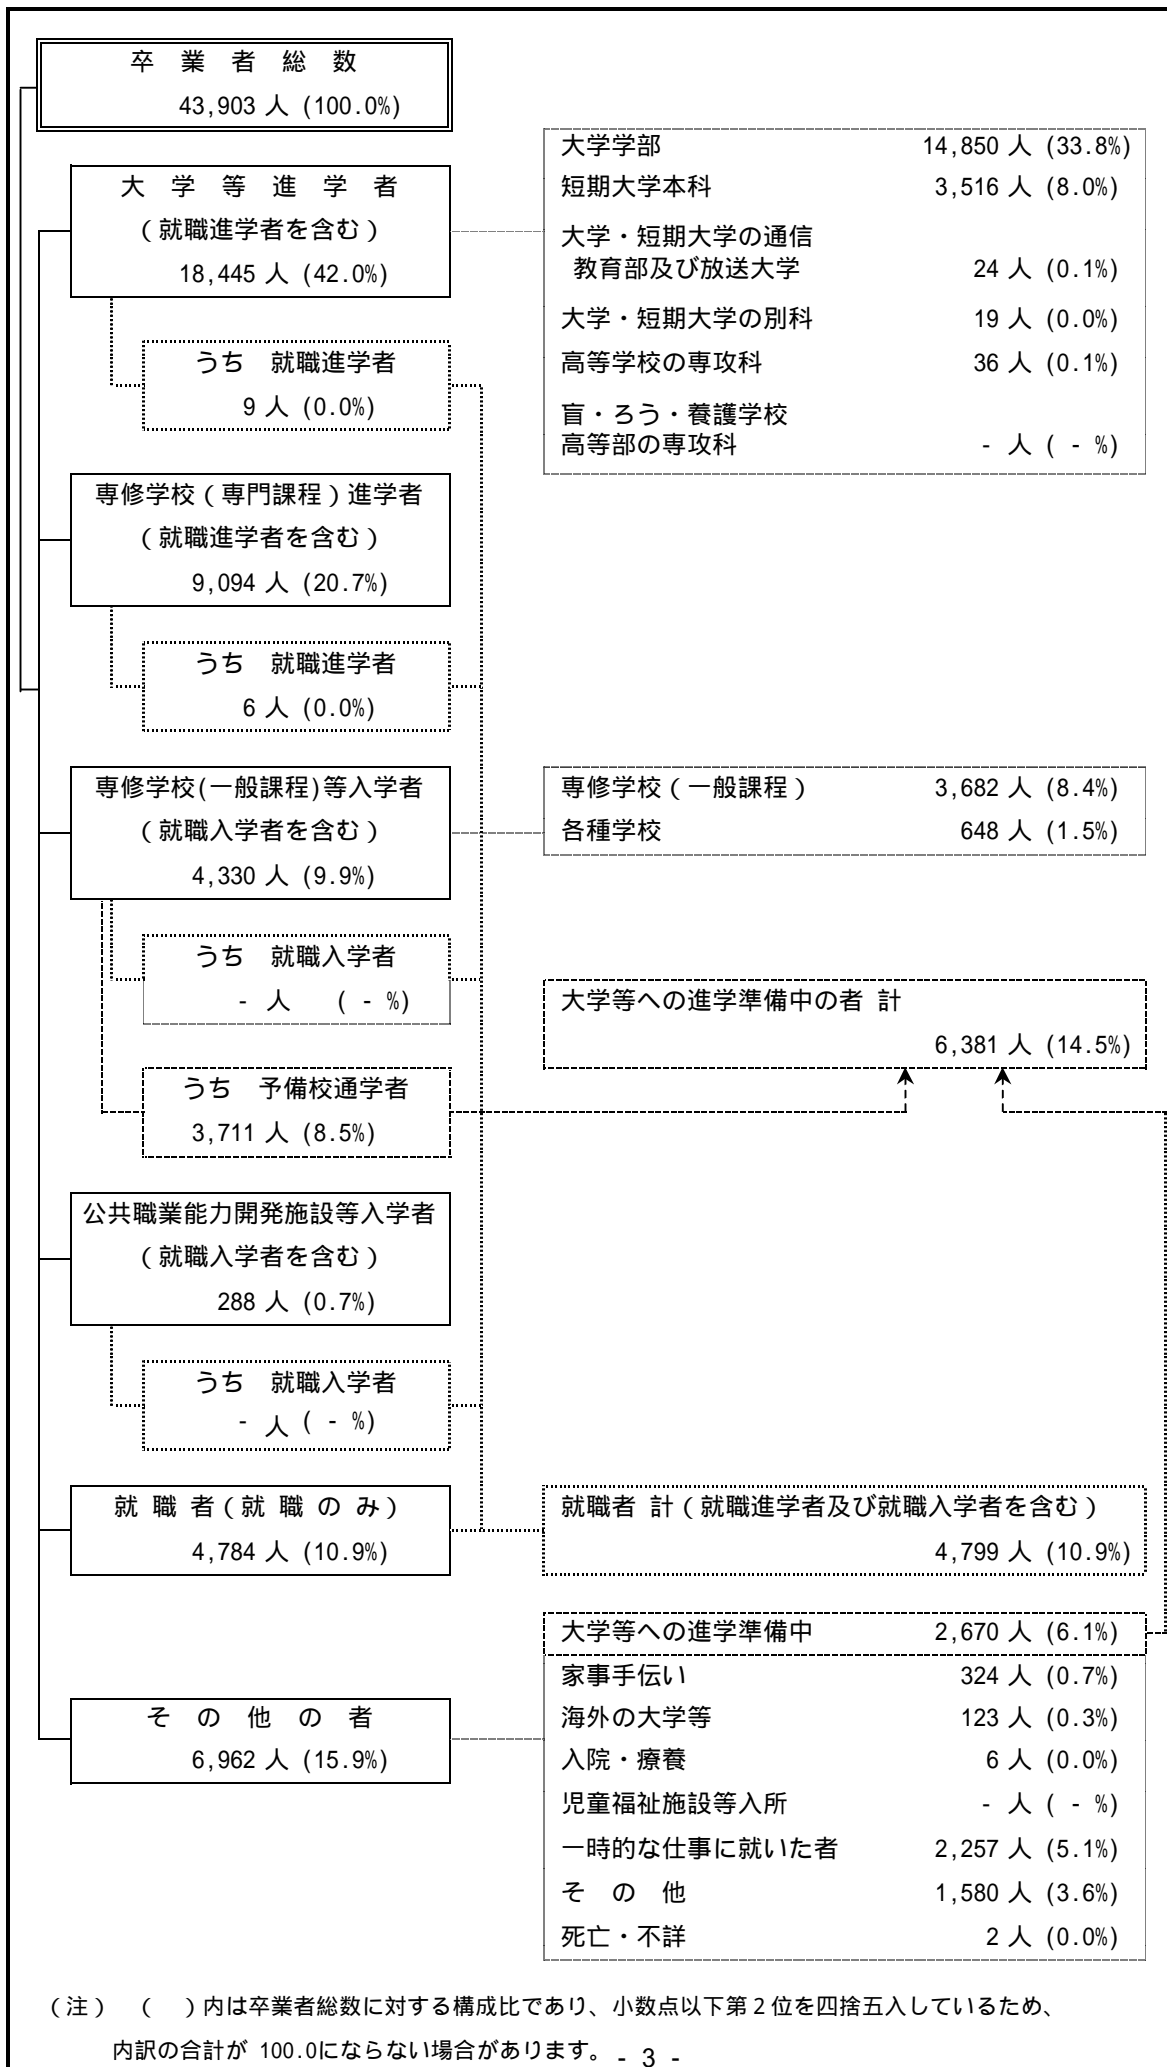 卒　業　者　総　数
43,903 人 (100.0%)
大　学　等　進　学　者
（就職進学者を含む）
18,445 人 (42.0%)
大学学部 14,850 人 (33.8%)
短期大学本科 3,516 人 (8.0%)
大学・短期大学の通信
教育部及び放送大学 24 人 (0.1%)
大学・短期大学の別科 19 人 (0.0%)
高等学校の専攻科 36 人 (0.1%)
盲・ろう・養護学校
高等部の専攻科 - 人 ( - %)
うち　就職進学者
9 人 (0.0%)
専修学校（専門課程）進学者
（就職進学者を含む）
9,094 人 (20.7%)
うち　就職進学者
6 人 (0.0%)
専修学校(一般課程)等入学者
（就職入学者を含む）
4,330 人 (9.9%)
専修学校（一般課程） 3,682 人 (8.4%)
各種学校 648 人 (1.5%)
うち　就職入学者
- 人 ( - %)
大学等への進学準備中の者 計
6,381 人 (14.5%)
うち　予備校通学者
3,711 人 (8.5%)
公共職業能力開発施設等入学者
（就職入学者を含む）
288 人 (0.7%)
うち　就職入学者
- 人 ( - %)
就 職 者（就 職 の み）
4,784 人 (10.9%)
就職者 計（就職進学者及び就職入学者を含む）
4,799 人 (10.9%)
そ　の　他　の　者
6,962 人 (15.9%)
大学等への進学準備中 2,670 人 (6.1%)
家事手伝い 324 人 (0.7%)
海外の大学等 123 人 (0.3%)
入院・療養 6 人 (0.0%)
児童福祉施設等入所 - 人 ( - %)
一時的な仕事に就いた者 2,257 人 (5.1%)
そ　の　他 1,580 人 (3.6%)
死亡・不詳 2 人 (0.0%)
（注）　（　）内は卒業者総数に対する構成比であり、小数点以下第２位を四捨五入しているため、
内訳の合計が 100.0にならない場合があります。
- 3 -